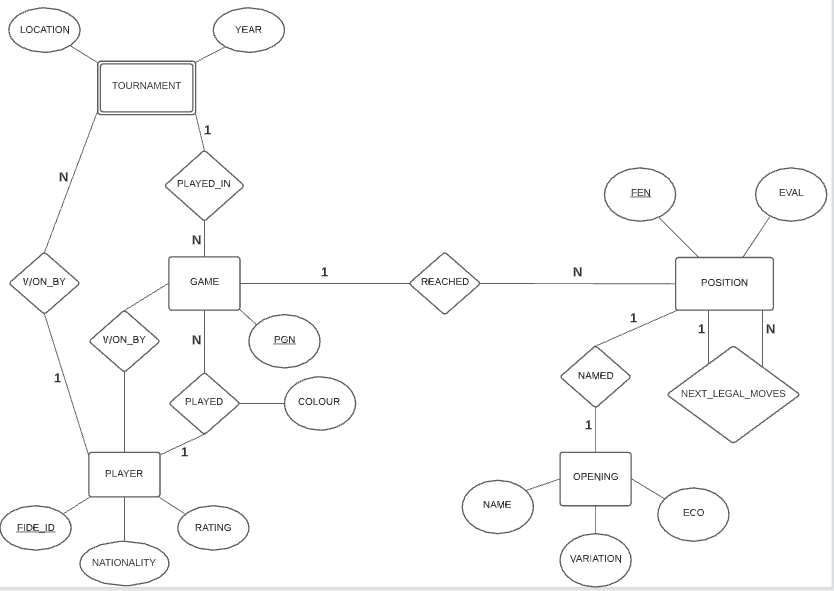 LOCATION
YEAR
TOURNAMENT
1
N
PLAYED_IN
FEN
EVAL
N
WON_BY
GAME
1
REACHED
N
POSITION
1
1
N
WON_BY
N
PGN
1
NAMED
NEXT_LEGAL_MOVES
PLAYED
COLOUR
1
1
PLAYER
OPENING
NAME
ECO
FIDE_ID
RATING
NATIONALITY
VARIATION